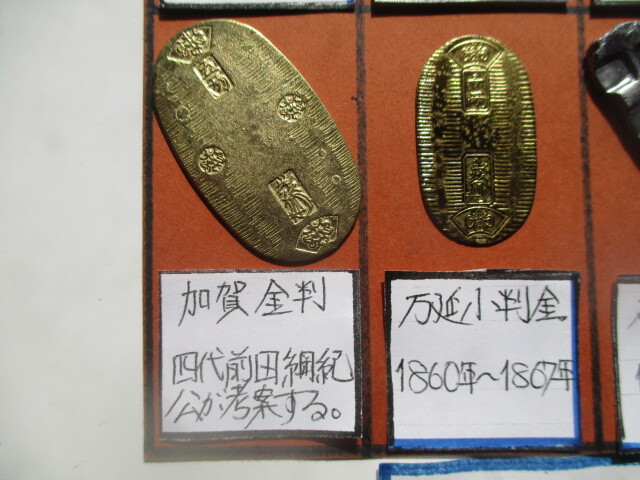 加賀金判
四代前田綱紀
公が考案する。
万延小判金
1860年~1867年